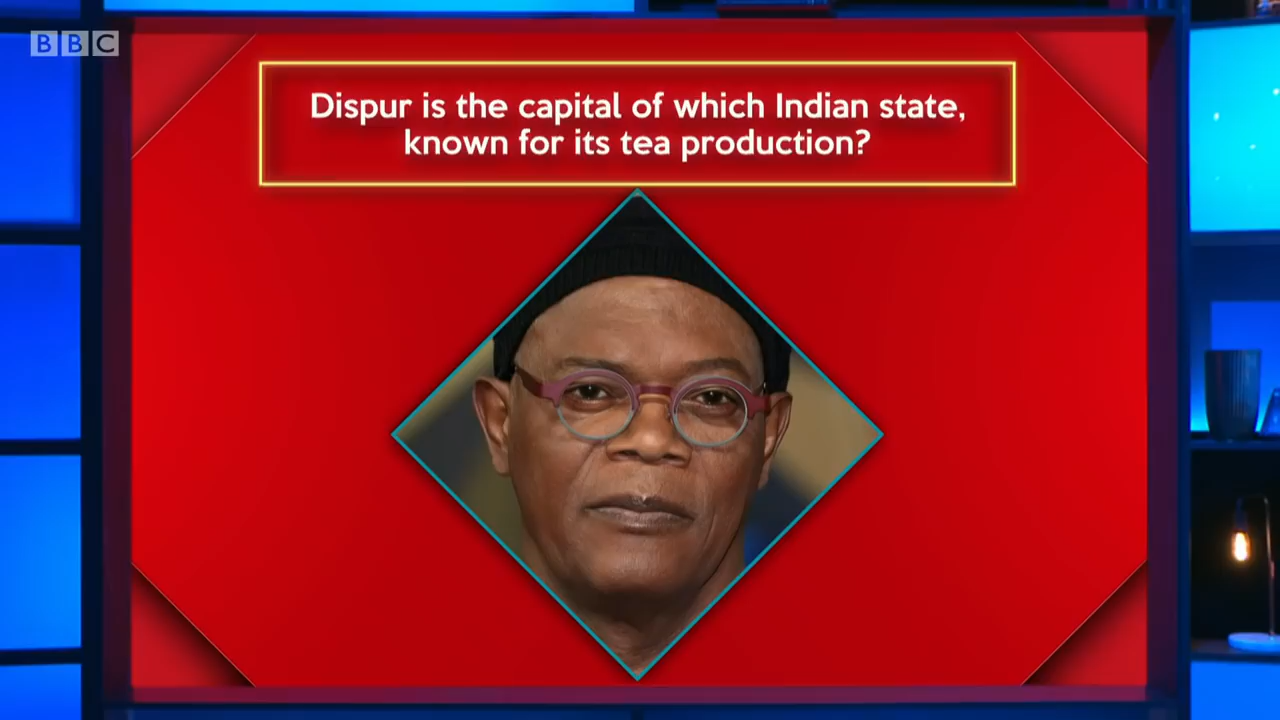 BBC
Dispur is the capital of which Indian state,
known for its tea production?